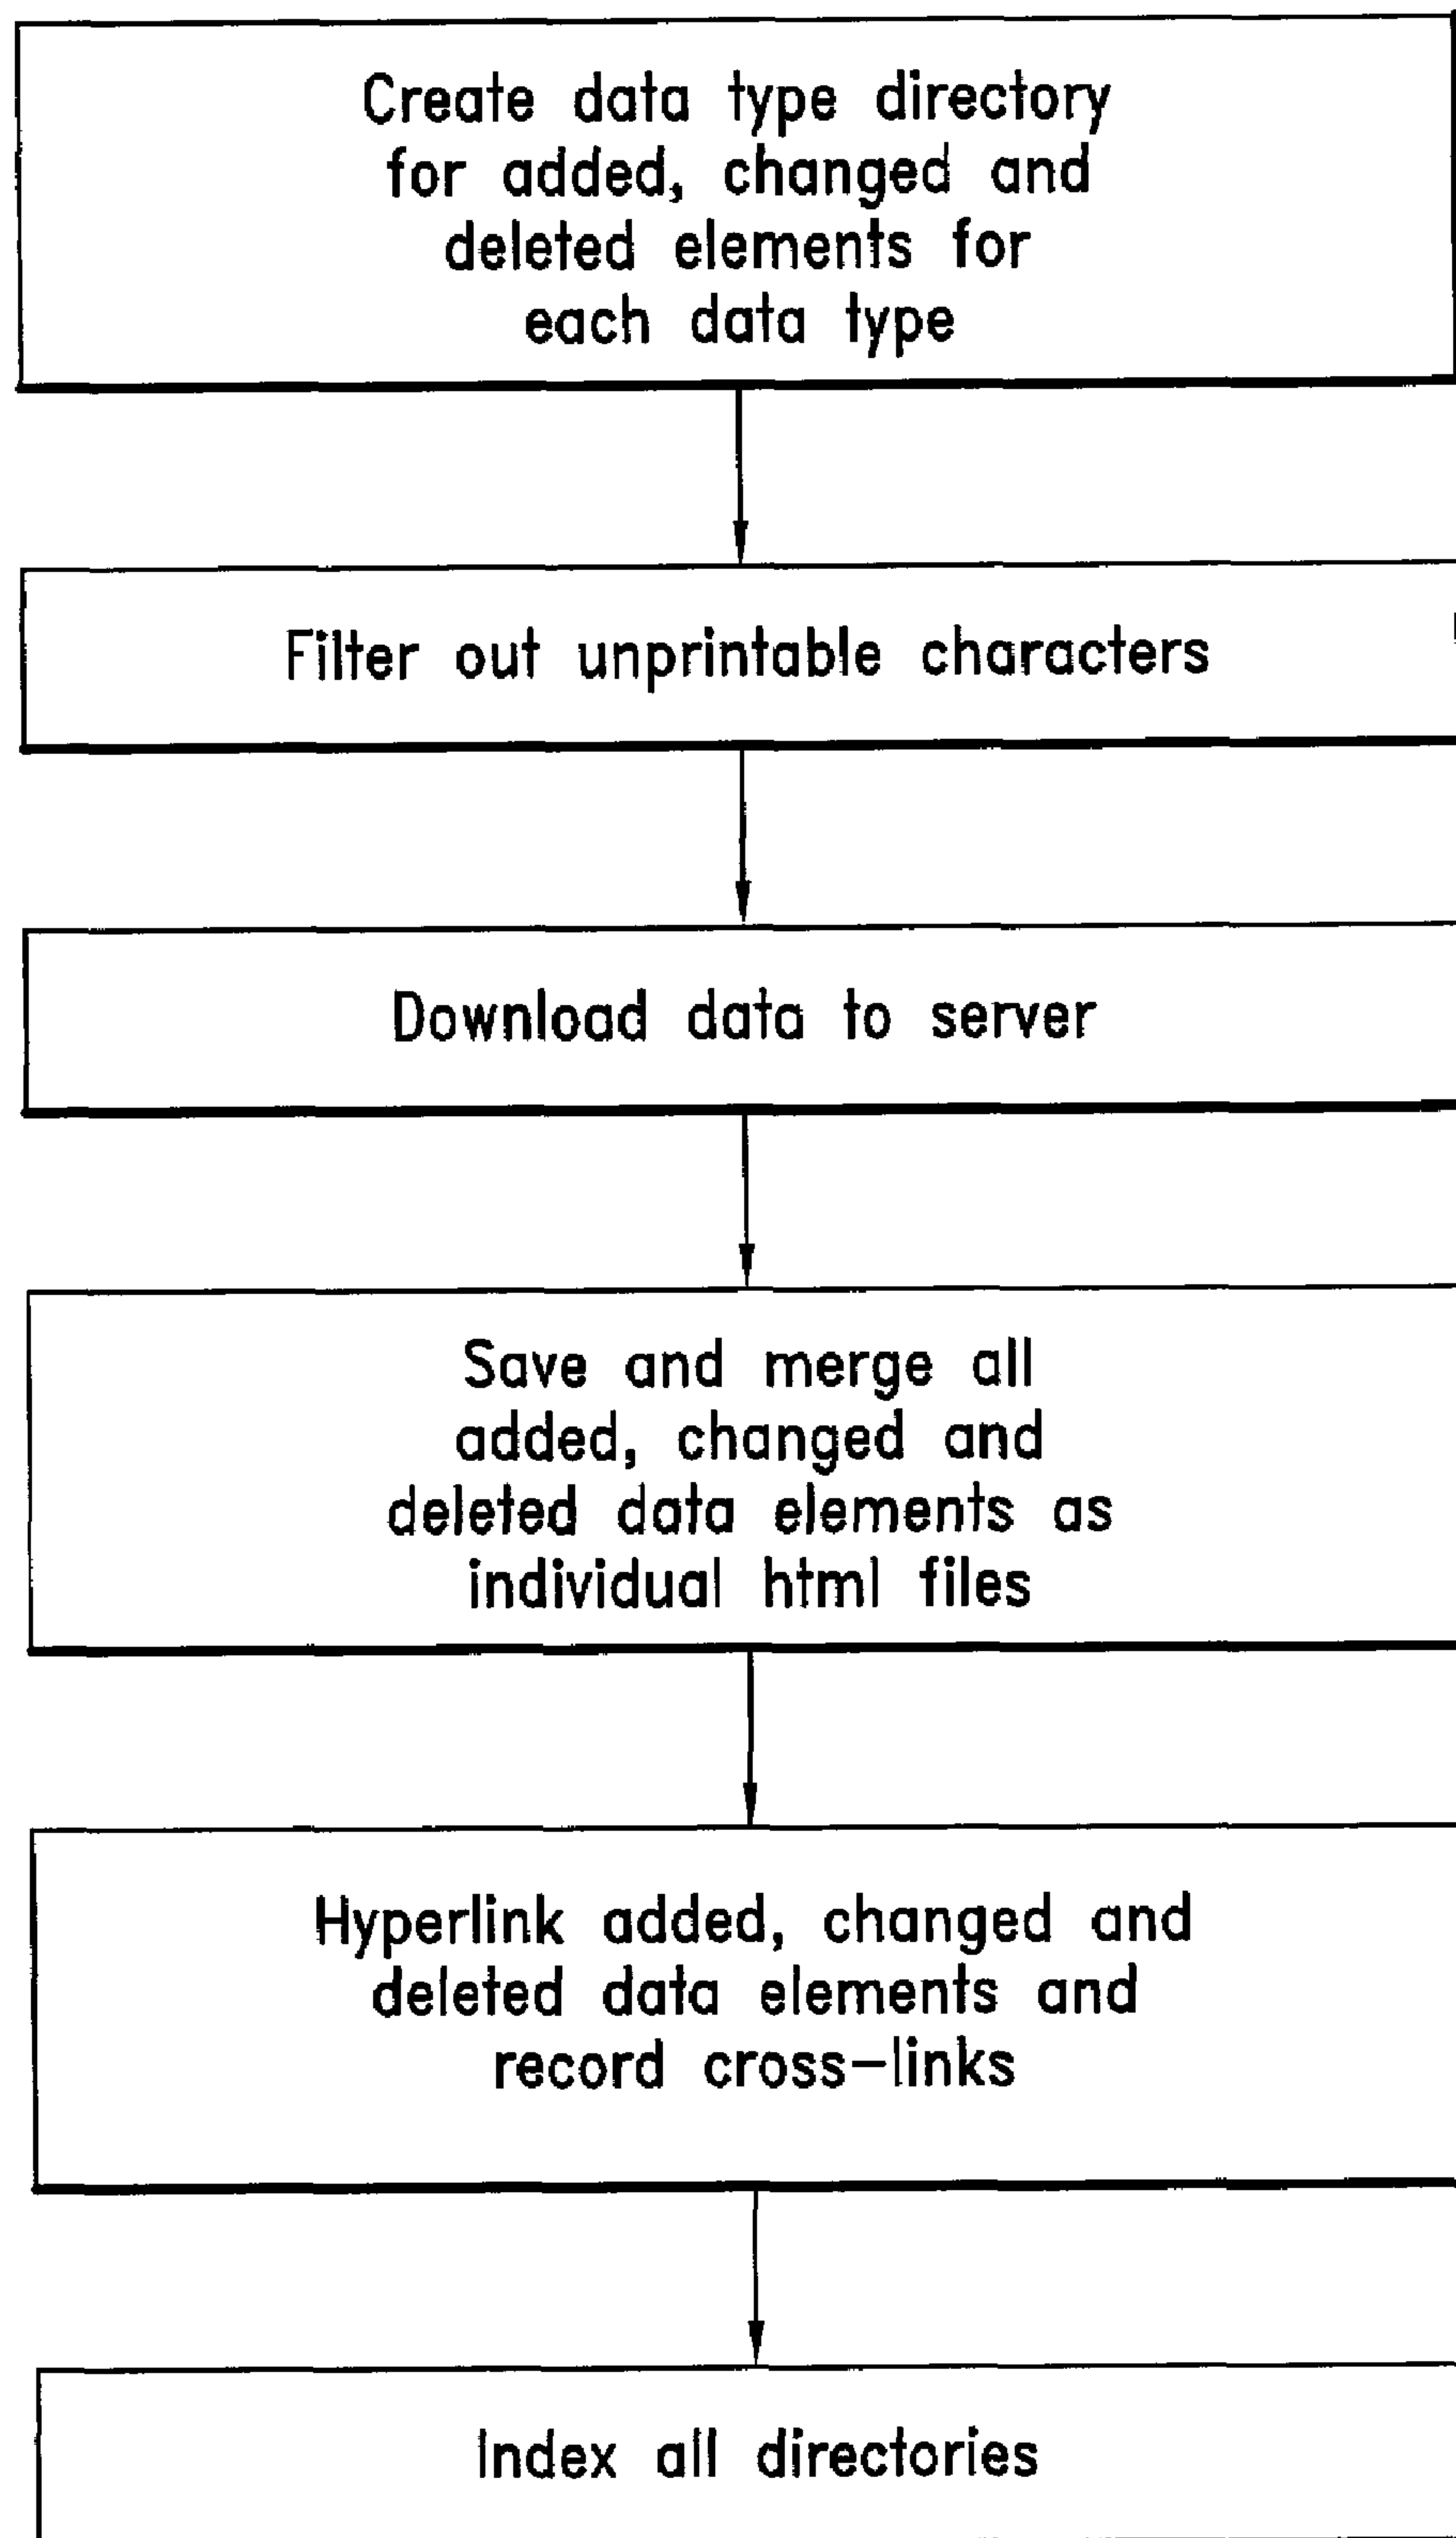 Create data type directory
for added, changed and
deleted elements for
each data type
Filter out unprintable characters
Download data to server
Save and merge all
added, changed and
deleted data elements as
individual html files
Hyperlink added, changed and
deleted data elements and
record cross-links
Index all directories